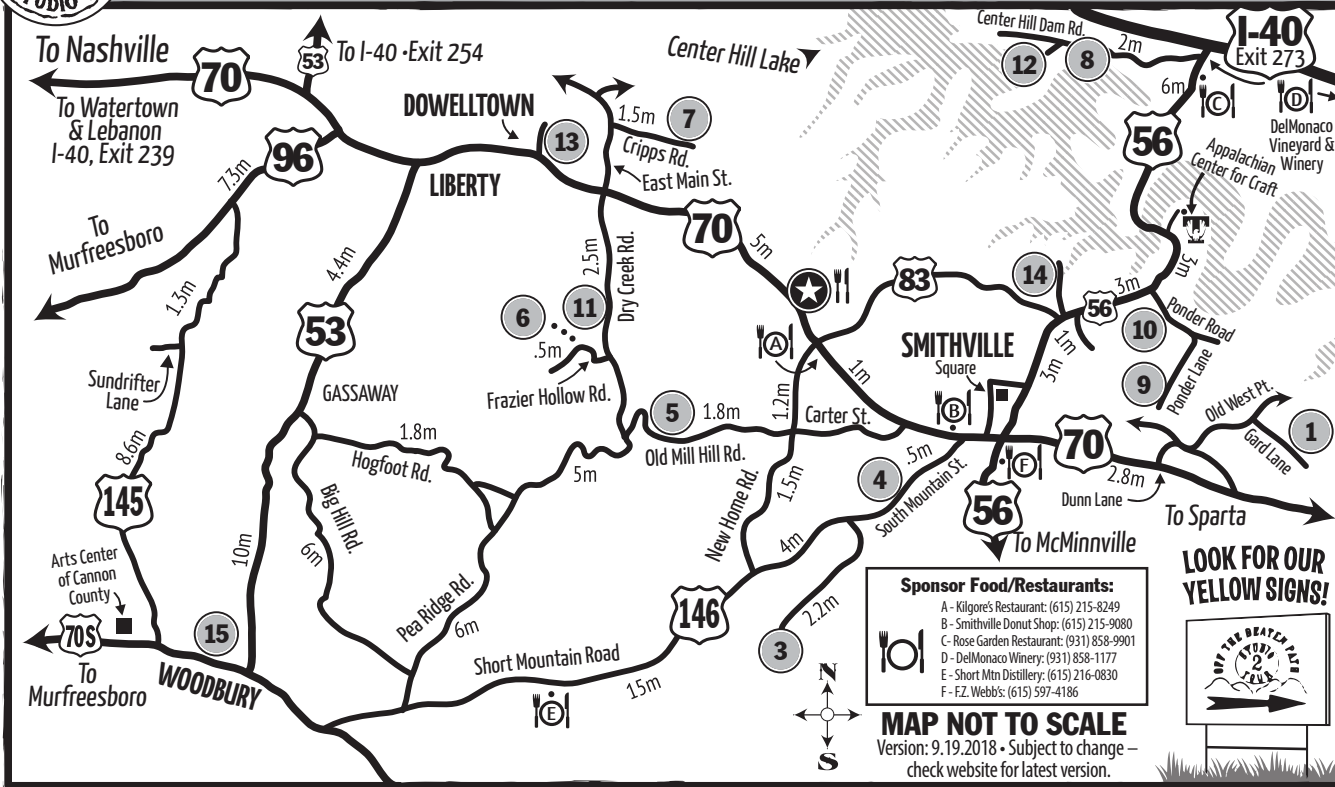 UDIO
To Nashville
70
53
To I-40 •Exit 254
To Watertown
& Lebanon
I-40, Exit 239
96
7.3m
To
Murfreesboro
DOWELLTOWN
13
LIBERTY
1.5m
7
Cripps Rd.
East Main St.
Center Hill Lake
Center Hill Dam Rd.
2m
12
8
I-40
Exit 273
6m
C
D
DelMonaco
Vineyard &
Winery
56
Appalachian
Center for Craft
3m
70
5m
4.4m
2.5m
Dry Creek Rd.
53
1.3m
Sundrifter
Lane
8.6m
145
GASSAWAY
6
11
.5m
Frazier Hollow Rd.
83
14
56
3m
1m
10
Ponder Road
9
Ponder Lane
SMITHVILLE
Square
3m
A
1m
1.2m
B
Carter St.
5
1.8m
Old Mill Hill Rd.
1.8m
Hogfoot Rd.
5m
Old West Pt.
Gard Lane
1
70
2.8m
Dunn Lane
To Sparta
F
56
To McMinnville
.5m
4
South Mountain St.
1.5m
New Home Rd.
4m
2.2m
3
146
Big Hill Rd.
6m
10m
Pea Ridge Rd.
6m
Short Mountain Road
15m
E
Arts Center
of Cannon
County
70S
To
Murfreesboro
15
WOODBURY
N
S
Sponsor Food/Restaurants:
A - Kilgore's Restaurant: (615) 215-8249
B - Smithville Donut Shop: (615) 215-9080
C- Rose Garden Restaurant: (931) 858-9901
D - DelMonaco Winery: (931) 858-1177
E - Short Mtn Distillery: (615) 216-0830
F - F.Z. Webb's: (615) 597-4186
MAP NOT TO SCALE
Version: 9.19.2018 • Subject to change –
check website for latest version.
LOOK FOR OUR
YELLOW SIGNS!
OFF THE BEATEN PATH
STUDIO
2
TOUR